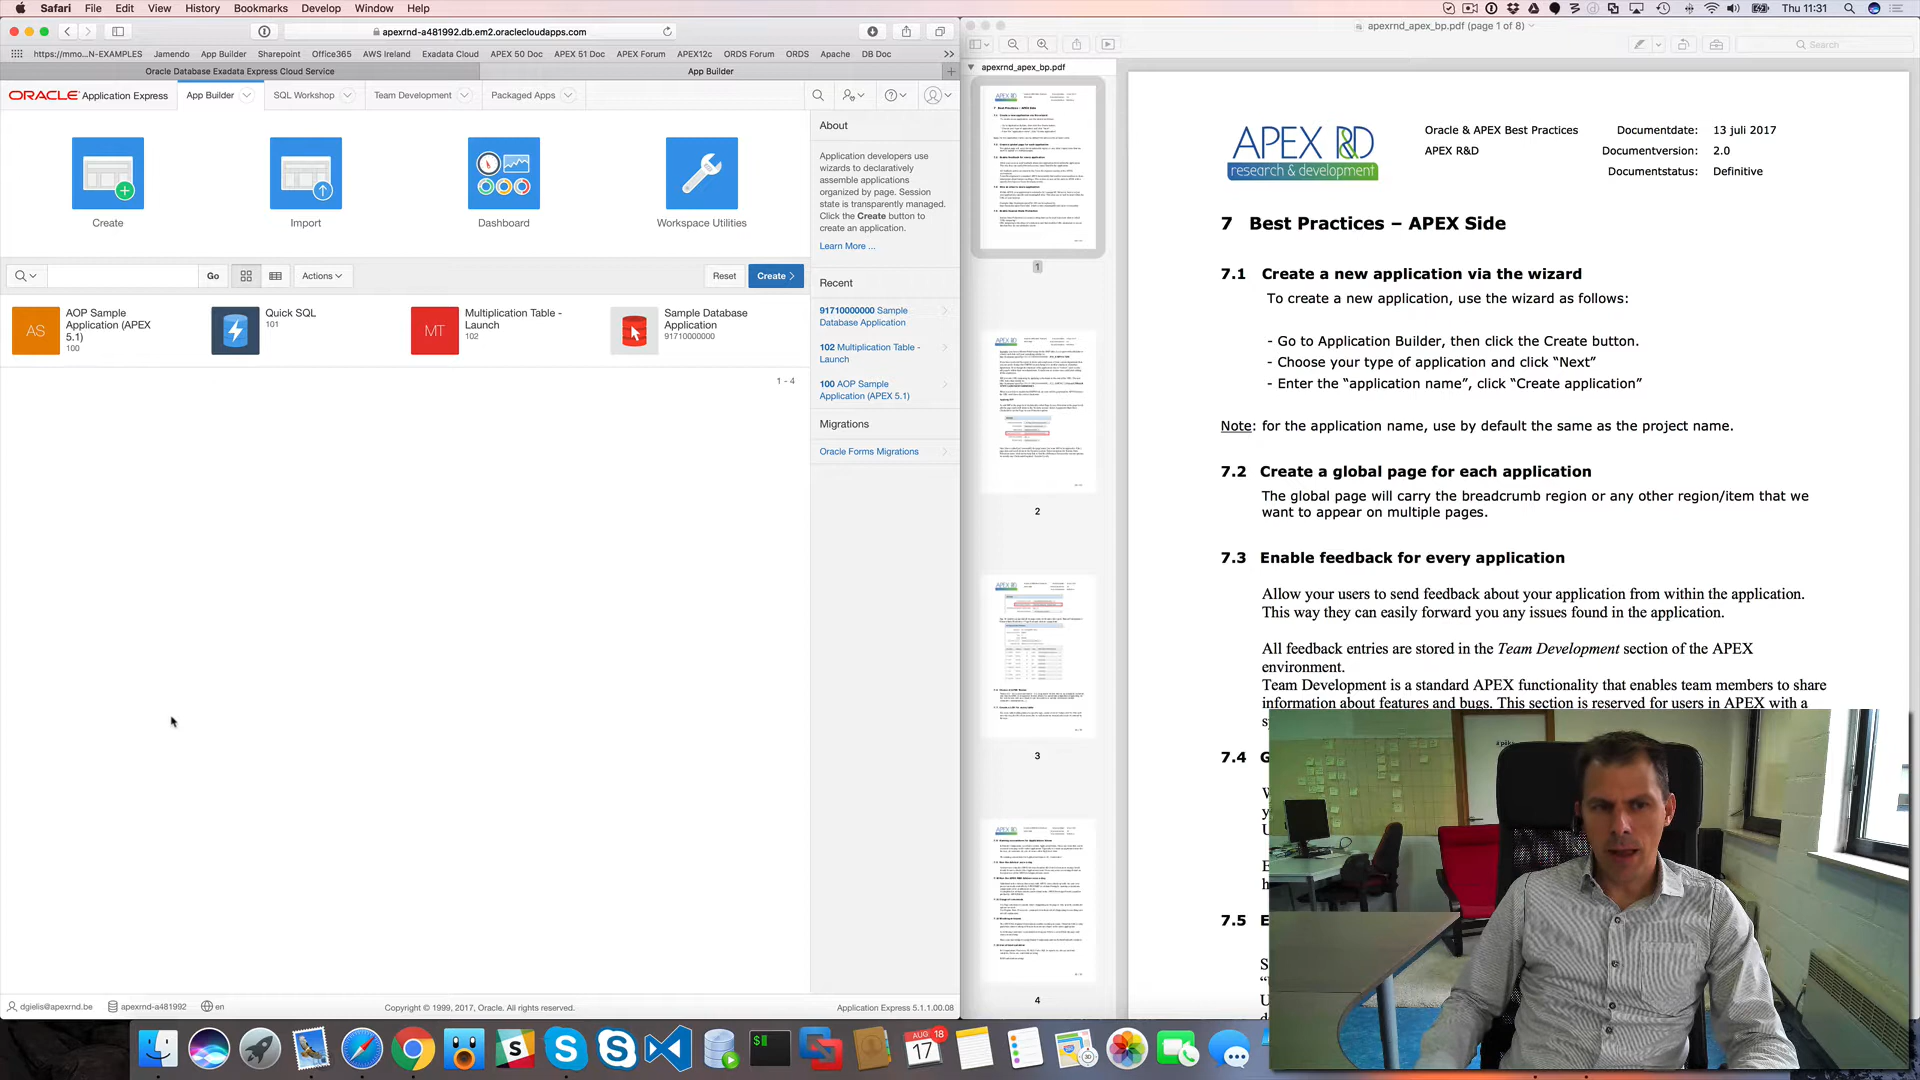 Safari File Edit View History Bookmarks Develop Window Help
Thu 11:31
apexrnd-a481992.db.em2.oraclecloudapps.com
https://mmo...N-EXAMPLES Jamendo App Builder Sharepoint Office365 AWS Ireland Exadata Cloud APEX 50 Doc APEX 51 Doc APEX Forum APEX12c ORDS Forum ORDS Apache DB Doc
Oracle Database Exadata Express Cloud Service
App Builder
ORACLE Application Express
App Builder
SQL Workshop
Team Development
Packaged Apps
Create
Import
Dashboard
Workspace Utilities
Go
Actions
Reset
Create
AS
AOP Sample
Application (APEX
5.1)
100
Quick SQL
101
MT
Multiplication Table -
Launch
102
Sample Database
Application
91710000000
1 - 4
About
Application developers use
wizards to declaratively
assemble applications
organized by page. Session
state is transparently managed.
Click the Create button to
create an application.
Learn More ...
Recent
91710000000 Sample
Database Application
102 Multiplication Table -
Launch
100 AOP Sample
Application (APEX 5.1)
Migrations
Oracle Forms Migrations
dgielis@apexrnd.be
apexrnd-a481992
en
Copyright © 1999, 2017, Oracle. All rights reserved.
Application Express 5.1.1.00.08
apexrnd_apex_bp.pdf (page 1 of 8)
Search
apexrnd_apex_bp.pdf
1
2
3
4
APEX R&D
research & development
Oracle & APEX Best Practices
APEX R&D
Documentdate: 13 juli 2017
Documentversion: 2.0
Documentstatus: Definitive
7 Best Practices – APEX Side
7.1 Create a new application via the wizard
To create a new application, use the wizard as follows:
- Go to Application Builder, then click the Create button.
- Choose your type of application and click “Next”
- Enter the “application name”, click “Create application”
Note: for the application name, use by default the same as the project name.
7.2 Create a global page for each application
The global page will carry the breadcrumb region or any other region/item that we
want to appear on multiple pages.
7.3 Enable feedback for every application
Allow your users to send feedback about your application from within the application.
This way they can easily forward you any issues found in the application.
All feedback entries are stored in the Team Development section of the APEX
environment.
Team Development is a standard APEX functionality that enables team members to share
information about features and bugs. This section is reserved for users in APEX with a
7.4 G
7.5 E
AUG
17
18